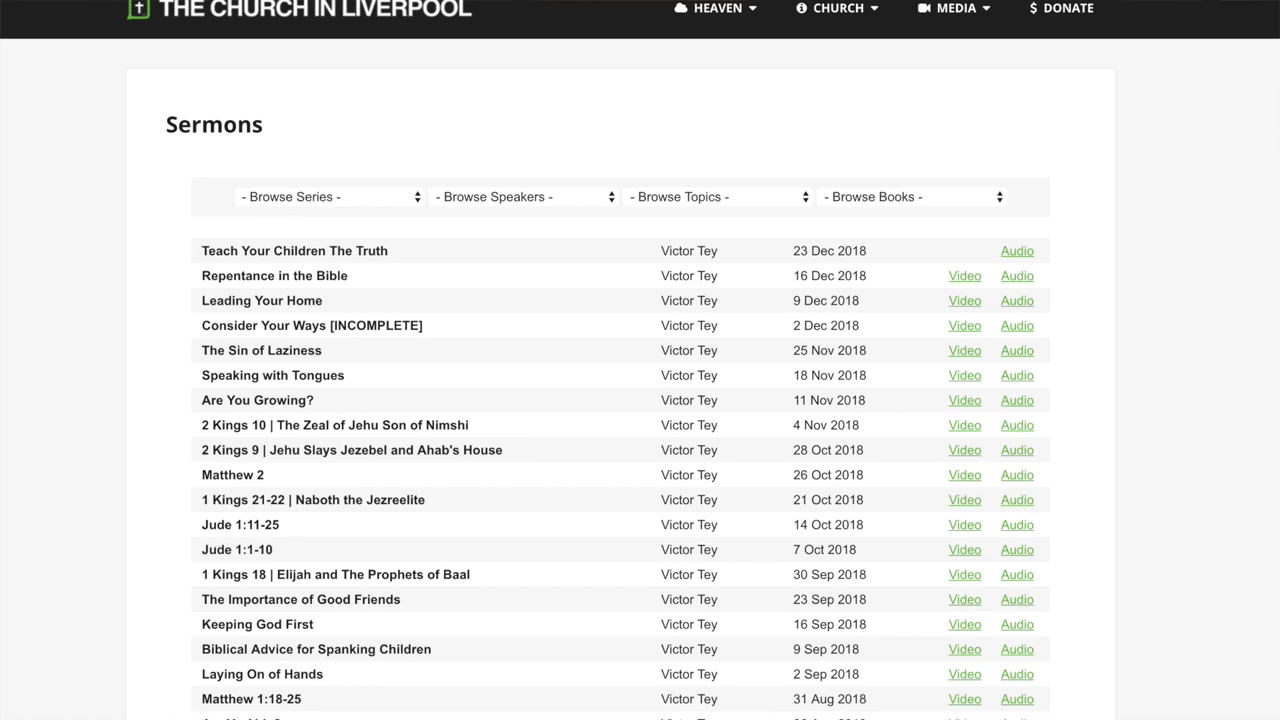 THE CHURCH IN LIVERPOOL HEAVEN CHURCH MEDIA $ DONATE
Sermons
- Browse Series - - Browse Speakers - - Browse Topics - - Browse Books -
Teach Your Children The Truth Victor Tey 23 Dec 2018 Audio
Repentance in the Bible Victor Tey 16 Dec 2018 Video Audio
Leading Your Home Victor Tey 9 Dec 2018 Video Audio
Consider Your Ways [INCOMPLETE] Victor Tey 2 Dec 2018 Video Audio
The Sin of Laziness Victor Tey 25 Nov 2018 Video Audio
Speaking with Tongues Victor Tey 18 Nov 2018 Video Audio
Are You Growing? Victor Tey 11 Nov 2018 Video Audio
2 Kings 10 | The Zeal of Jehu Son of Nimshi Victor Tey 4 Nov 2018 Video Audio
2 Kings 9 | Jehu Slays Jezebel and Ahab's House Victor Tey 28 Oct 2018 Video Audio
Matthew 2 Victor Tey 26 Oct 2018 Video Audio
1 Kings 21-22 | Naboth the Jezreelite Victor Tey 21 Oct 2018 Video Audio
Jude 1:11-25 Victor Tey 14 Oct 2018 Video Audio
Jude 1:1-10 Victor Tey 7 Oct 2018 Video Audio
1 Kings 18 | Elijah and The Prophets of Baal Victor Tey 30 Sep 2018 Video Audio
The Importance of Good Friends Victor Tey 23 Sep 2018 Video Audio
Keeping God First Victor Tey 16 Sep 2018 Video Audio
Biblical Advice for Spanking Children Victor Tey 9 Sep 2018 Video Audio
Laying On of Hands Victor Tey 2 Sep 2018 Video Audio
Matthew 1:18-25 Victor Tey 31 Aug 2018 Video Audio